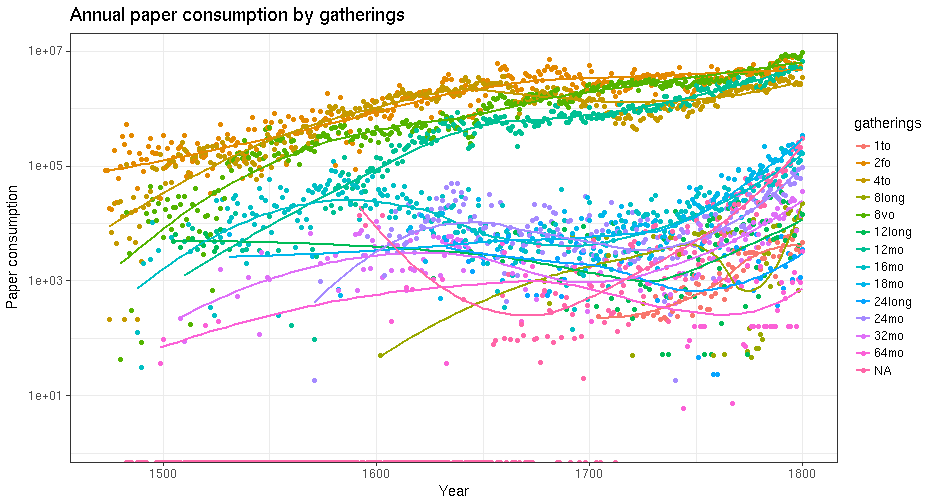 Annual paper consumption by gatherings
1e+07
1e+05
1e+03
1e+01
Paper consumption
1500
1600
1700
1800
Year
gatherings
1to
2fo
4to
6long
8vo
12long
12mo
16mo
18mo
24long
24mo
32mo
64mo
NA